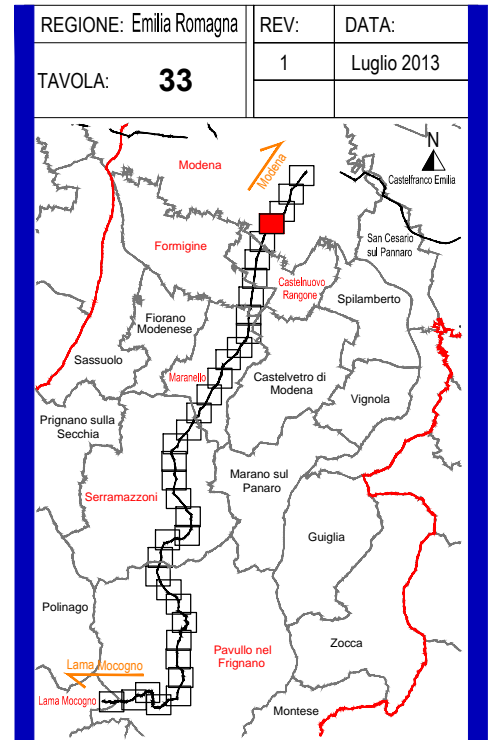 REGIONE: Emilia Romagna
REV:
DATA:
TAVOLA: 33
1
Luglio 2013
N
Modena
Modena
Castelfranco Emilia
Formigine
San Cesario
sul Pannaro
Castelnuovo
Rangone
Spilamberto
Fiorano
Modenese
Sassuolo
Maranello
Castelvetro di
Modena
Vignola
Prignano sulla
Secchia
Marano sul
Panaro
Serramazzoni
Guiglia
Polinago
Zocca
Pavullo nel
Frignano
Lama Mocogno
Lama Mocogno
Montese